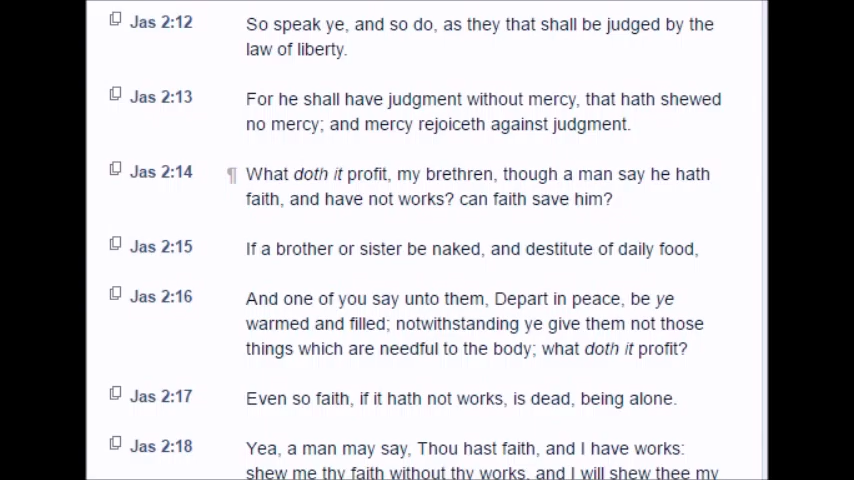 Jas 2:12 So speak ye, and so do, as they that shall be judged by the
law of liberty.
Jas 2:13 For he shall have judgment without mercy, that hath shewed
no mercy; and mercy rejoiceth against judgment.
Jas 2:14 ¶ What doth it profit, my brethren, though a man say he hath
faith, and have not works? can faith save him?
Jas 2:15 If a brother or sister be naked, and destitute of daily food,
Jas 2:16 And one of you say unto them, Depart in peace, be ye
warmed and filled; notwithstanding ye give them not those
things which are needful to the body; what doth it profit?
Jas 2:17 Even so faith, if it hath not works, is dead, being alone.
Jas 2:18 Yea, a man may say, Thou hast faith, and I have works:
shew me thy faith without thy works, and I will shew thee my